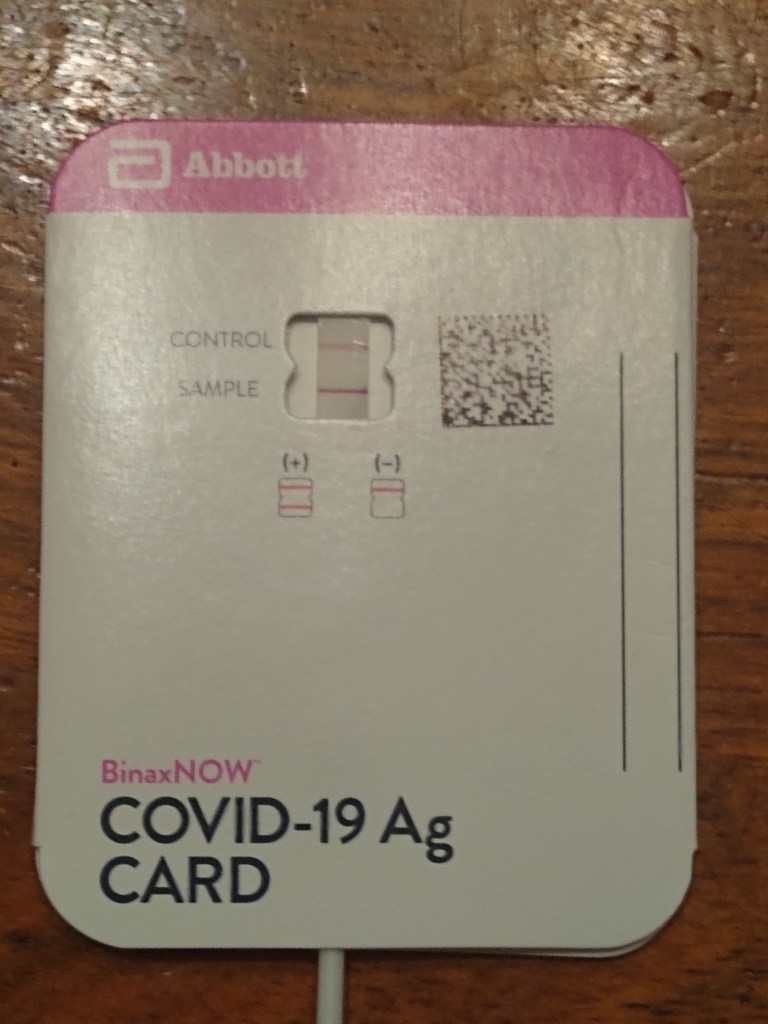 Abbott
CONTROL
SAMPLE
(+) (−)
BinaxNOW™
COVID-19 Ag
CARD